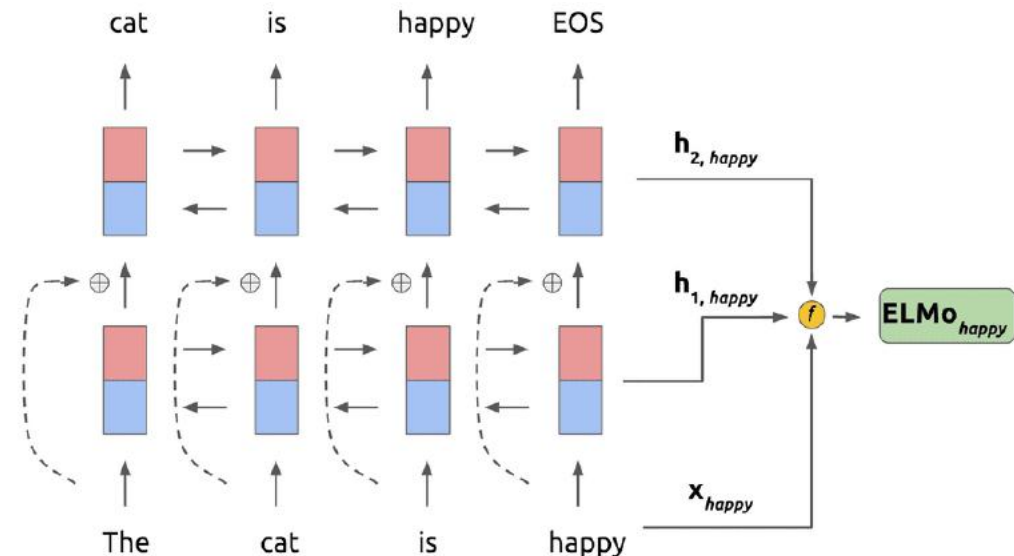 cat is happy EOS
h2, happy
h1, happy
f
ELMohappy
xhappy
The cat is happy